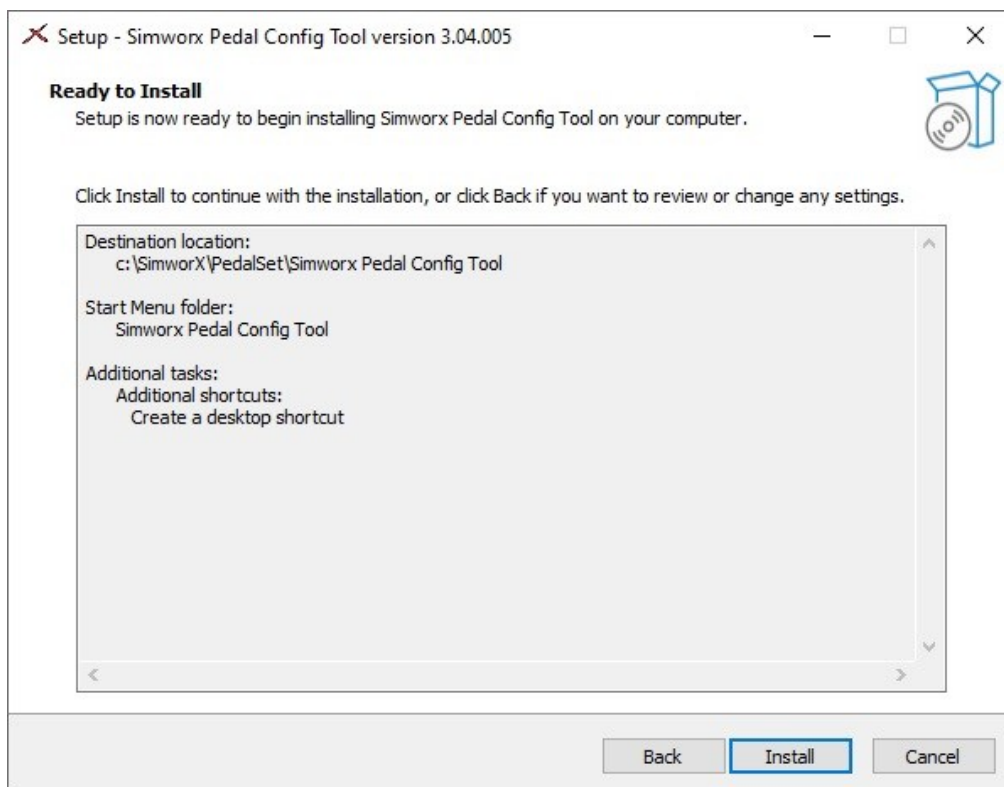 Setup - Simworx Pedal Config Tool version 3.04.005
Ready to Install
Setup is now ready to begin installing Simworx Pedal Config Tool on your computer.
Click Install to continue with the installation, or click Back if you want to review or change any settings.
Destination location:
c:\SimworX\PedalSet\Simworx Pedal Config Tool
Start Menu folder:
Simworx Pedal Config Tool
Additional tasks:
Additional shortcuts:
Create a desktop shortcut
Back
Install
Cancel